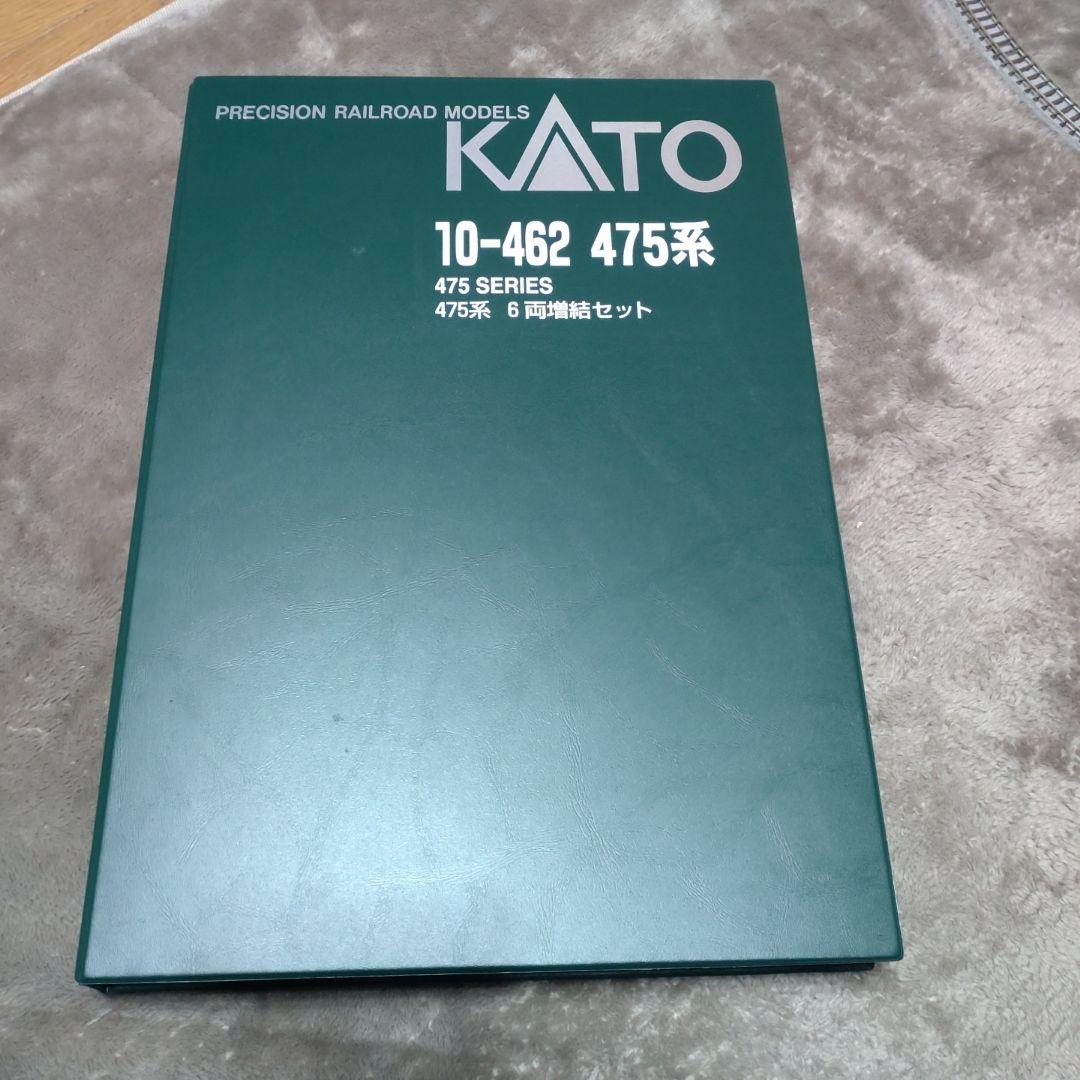 PRECISION RAILROAD MODELS
KATO
10-462 475系
475 SERIES
475系 6両増結セット